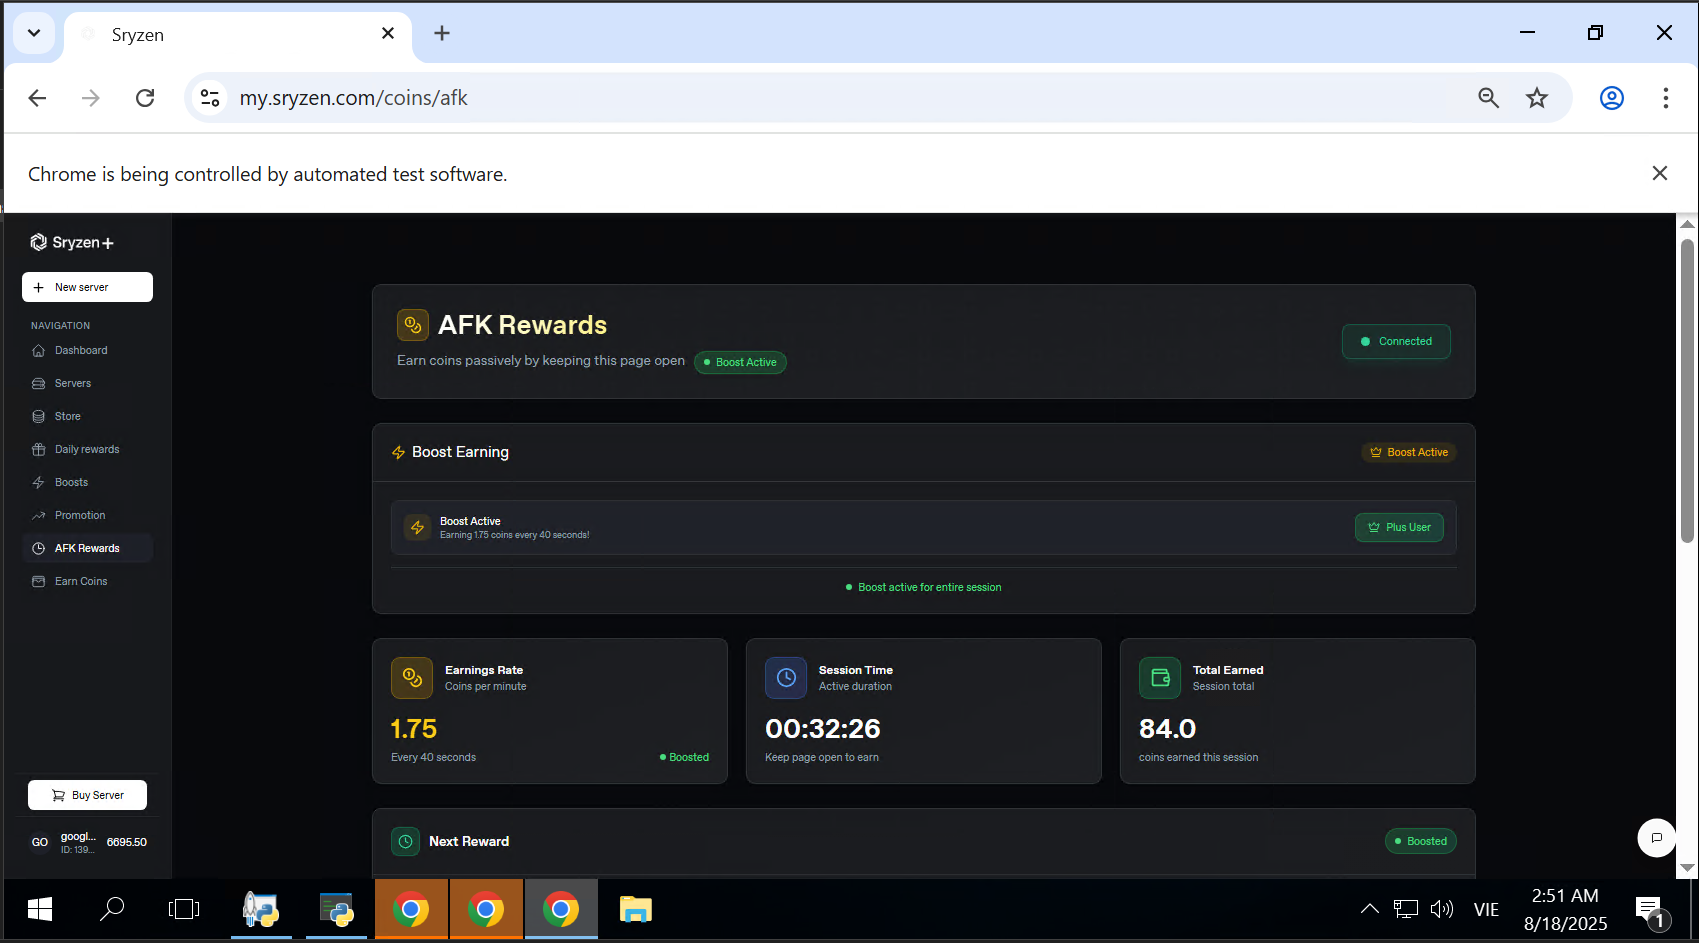 Sryzen
my.sryzen.com/coins/afk
Chrome is being controlled by automated test software.
Sryzen+
New server
NAVIGATION
Dashboard
Servers
Store
Daily rewards
Boosts
Promotion
AFK Rewards
Earn Coins
Buy Server
GO
googl...
ID: 139...
6695.50
AFK Rewards
Earn coins passively by keeping this page open
Boost Active
Connected
Boost Earning
Boost Active
Boost Active
Earning 1.75 coins every 40 seconds!
Plus User
Boost active for entire session
Earnings Rate
Coins per minute
1.75
Every 40 seconds
Boosted
Session Time
Active duration
00:32:26
Keep page open to earn
Total Earned
Session total
84.0
coins earned this session
Next Reward
Boosted
VIE
2:51 AM
8/18/2025
1